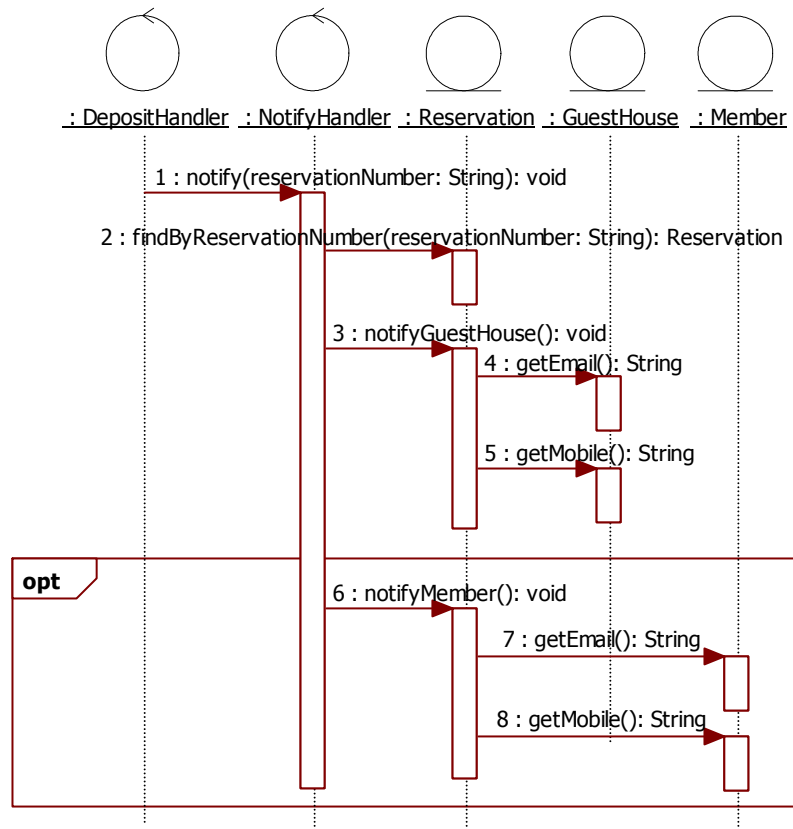 : DepositHandler : NotifyHandler : Reservation : GuestHouse : Member
1 : notify(reservationNumber: String): void
2 : findByReservationNumber(reservationNumber: String): Reservation
3 : notifyGuestHouse(): void
4 : getEmail(): String
5 : getMobile(): String
opt
6 : notifyMember(): void
7 : getEmail(): String
8 : getMobile(): String